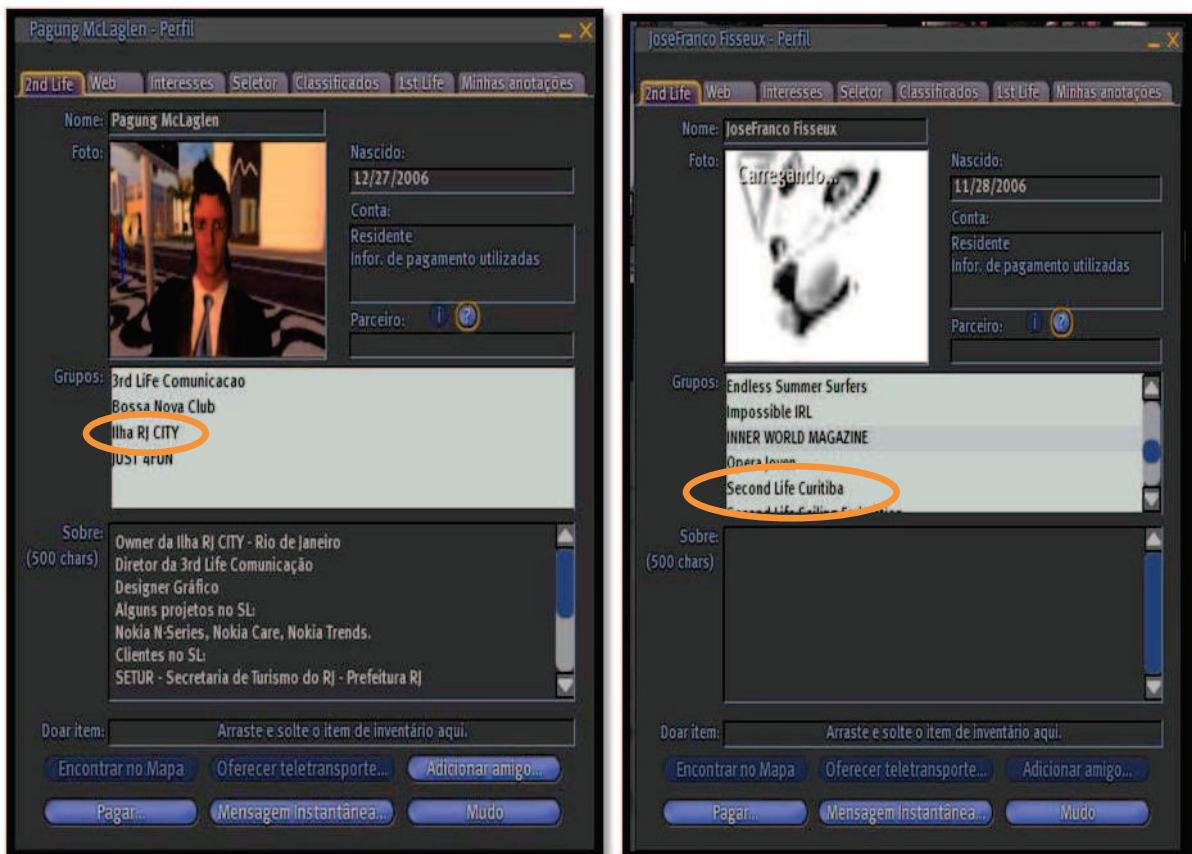 Pagung McLaglen - Perfil
2nd Life Web Interesses Seletor Classificados 1st Life Minhas anotações
Nome: Pagung McLaglen
Foto:
Nascido:
12/27/2006
Conta:
Residente
Infor. de pagamento utilizadas
Parceiro: i ?
Grupos: 3rd LiFe Comunicacao
Bossa Nova Club
Ilha RJ CITY
JUST 4FUN
Sobre:
(500 chars)
Owner da Ilha RJ CITY - Rio de Janeiro
Diretor da 3rd Life Comunicação
Designer Gráfico
Alguns projetos no SL:
Nokia N-Series, Nokia Care, Nokia Trends.
Clientes no SL:
SETUR - Secretaria de Turismo do RJ - Prefeitura RJ
Doar item: Arraste e solte o item de inventário aqui.
Encontrar no Mapa Oferecer teletransporte... Adicionar amigo...
Pagar... Mensagem Instantânea... Mudo
JoseFranco Fisseux - Perfil
2nd Life Web Interesses Seletor Classificados 1st Life Minhas anotações
Nome: JoseFranco Fisseux
Foto: Carregando...
Nascido:
11/28/2006
Conta:
Residente
Infor. de pagamento utilizadas
Parceiro: i ?
Grupos: Endless Summer Surfers
Impossible IRL
INNER WORLD MAGAZINE
Opera Joven
Second Life Curitiba
Second Life Sailing
Sobre:
(500 chars)
Doar item: Arraste e solte o item de inventário aqui.
Encontrar no Mapa Oferecer teletransporte... Adicionar amigo...
Pagar... Mensagem Instantânea... Mudo